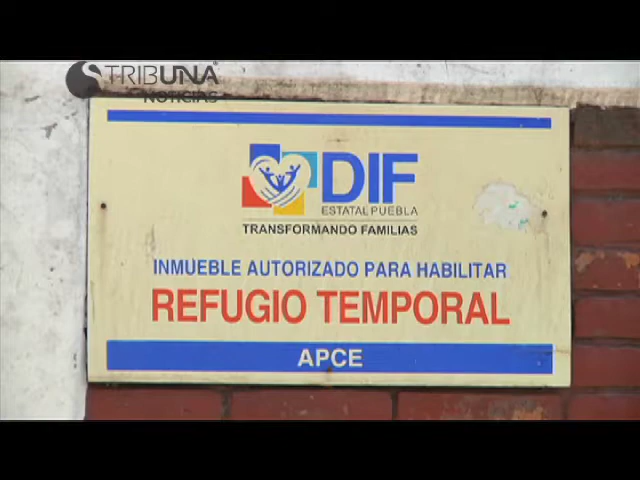 TRIBUNA
NOTICIAS
DIF
ESTATAL PUEBLA
TRANSFORMANDO FAMILIAS
INMUEBLE AUTORIZADO PARA HABILITAR
REFUGIO TEMPORAL
APCE